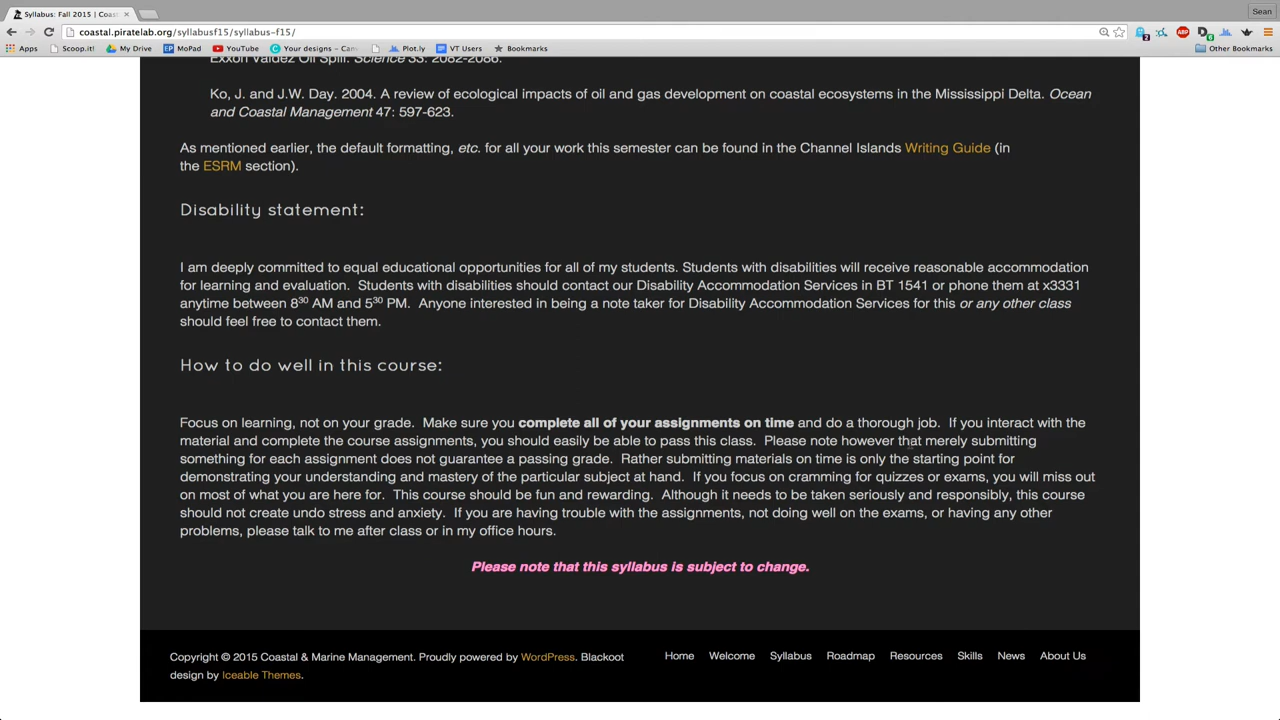 Syllabus: Fall 2015 | Coas
Sean
coastal.piratelab.org/syllabusf15/syllabus-f15/
Apps Scoop.it! My Drive MoPad YouTube Your designs – Can Plot.ly VT Users Bookmarks Other Bookmarks
Exxon Valdez Oil Spill. Science 33: 2082-2086.
Ko, J. and J.W. Day. 2004. A review of ecological impacts of oil and gas development on coastal ecosystems in the Mississippi Delta. Ocean
and Coastal Management 47: 597-623.
As mentioned earlier, the default formatting, etc. for all your work this semester can be found in the Channel Islands Writing Guide (in
the ESRM section).
Disability statement:
I am deeply committed to equal educational opportunities for all of my students. Students with disabilities will receive reasonable accommodation
for learning and evaluation. Students with disabilities should contact our Disability Accommodation Services in BT 1541 or phone them at x3331
anytime between 8³⁰ AM and 5³⁰ PM. Anyone interested in being a note taker for Disability Accommodation Services for this or any other class
should feel free to contact them.
How to do well in this course:
Focus on learning, not on your grade. Make sure you complete all of your assignments on time and do a thorough job. If you interact with the
material and complete the course assignments, you should easily be able to pass this class. Please note however that merely submitting
something for each assignment does not guarantee a passing grade. Rather submitting materials on time is only the starting point for
demonstrating your understanding and mastery of the particular subject at hand. If you focus on cramming for quizzes or exams, you will miss out
on most of what you are here for. This course should be fun and rewarding. Although it needs to be taken seriously and responsibly, this course
should not create undo stress and anxiety. If you are having trouble with the assignments, not doing well on the exams, or having any other
problems, please talk to me after class or in my office hours.
Please note that this syllabus is subject to change.
Copyright © 2015 Coastal & Marine Management. Proudly powered by WordPress. Blackoot
design by Iceable Themes.
Home Welcome Syllabus Roadmap Resources Skills News About Us